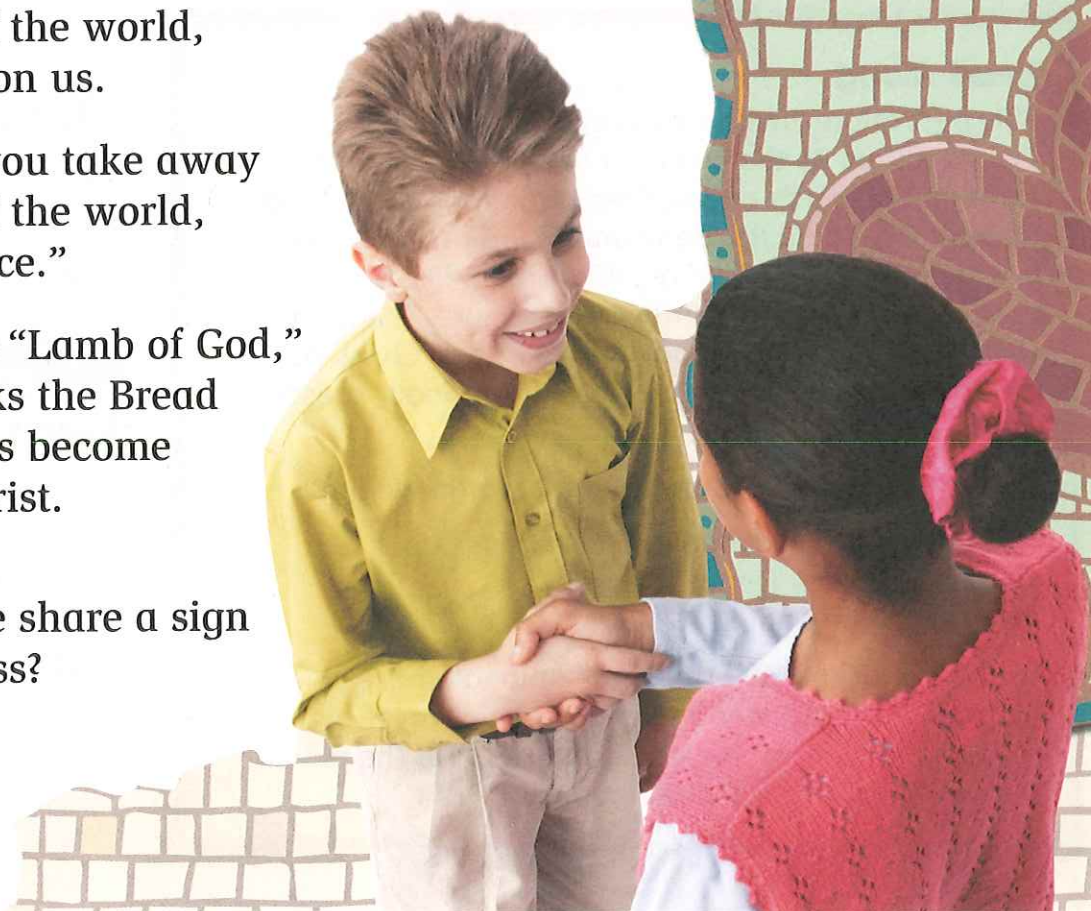 the world,
on us.
you take away
the world,
ce.”
“Lamb of God,”
ks the Bread
s become
rist.
e share a sign
ss?